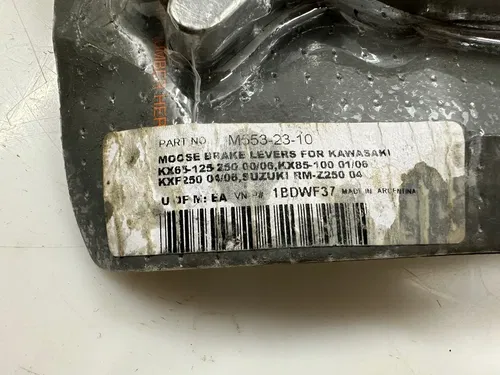 PART NO. M553-23-10
MOOSE BRAKE LEVERS FOR KAWASAKI
KX65-125-250 00/06,KX85-100 01/06
KXF250 04/06,SUZUKI RM-Z250 04
U OF M: EA VN P# 1BDWF37 MADE IN ARGENTINA